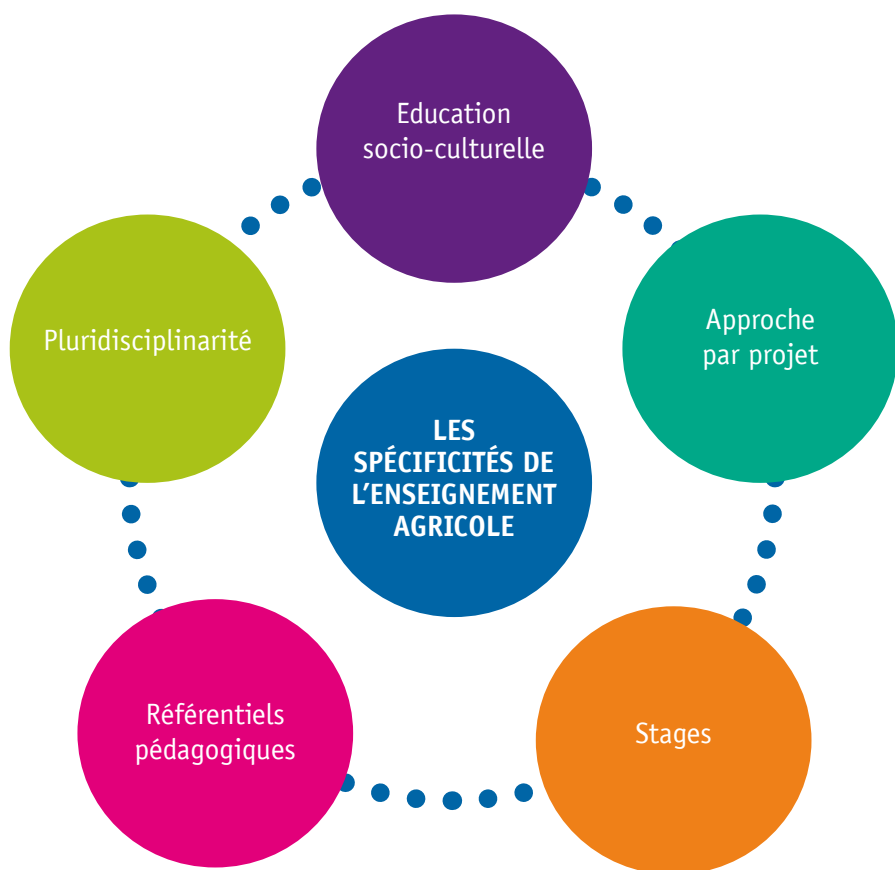 Education
socio-culturelle
Pluridisciplinarité
Approche
par projet
LES
SPÉCIFICITÉS DE
L’ENSEIGNEMENT
AGRICOLE
Référentiels
pédagogiques
Stages